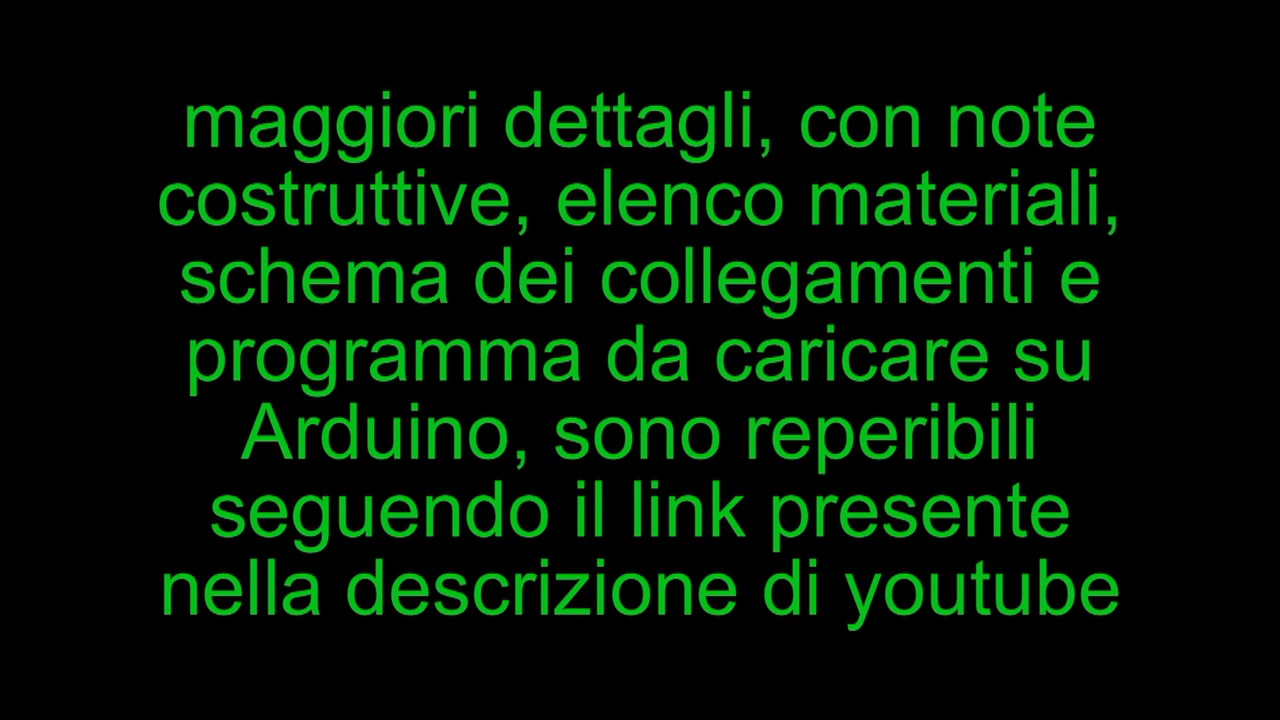 maggiori dettagli, con note
costruttive, elenco materiali,
schema dei collegamenti e
programma da caricare su
Arduino, sono reperibili
seguendo il link presente
nella descrizione di youtube